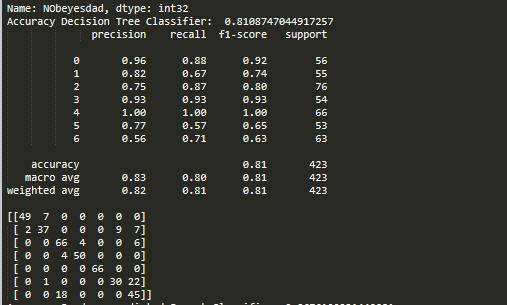 Name: NObeyesdad, dtype: int32
Accuracy Decision Tree Classifier:  0.8108747044917257
              precision    recall  f1-score   support

           0       0.96      0.88      0.92        56
           1       0.82      0.67      0.74        55
           2       0.75      0.87      0.80        76
           3       0.93      0.93      0.93        54
           4       1.00      1.00      1.00        66
           5       0.77      0.57      0.65        53
           6       0.56      0.71      0.63        63

    accuracy                           0.81       423
   macro avg       0.83      0.80      0.81       423
weighted avg       0.82      0.81      0.81       423

[[49  7  0  0  0  0  0]
 [ 2 37  0  0  0  9  7]
 [ 0  0 66  4  0  0  6]
 [ 0  0  4 50  0  0  0]
 [ 0  0  0  0 66  0  0]
 [ 0  1  0  0  0 30 22]
 [ 0  0 18  0  0  0 45]]